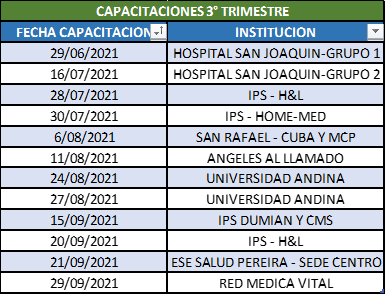 CAPACITACIONES 3° TRIMESTRE
FECHA CAPACITACION INSTITUCION
29/06/2021 HOSPITAL SAN JOAQUIN-GRUPO 1
16/07/2021 HOSPITAL SAN JOAQUIN-GRUPO 2
28/07/2021 IPS - H&L
30/07/2021 IPS - HOME-MED
6/08/2021 SAN RAFAEL - CUBA Y MCP
11/08/2021 ANGELES AL LLAMADO
24/08/2021 UNIVERSIDAD ANDINA
27/08/2021 UNIVERSIDAD ANDINA
15/09/2021 IPS DUMIAN Y CMS
20/09/2021 IPS - H&L
21/09/2021 ESE SALUD PEREIRA - SEDE CENTRO
29/09/2021 RED MEDICA VITAL